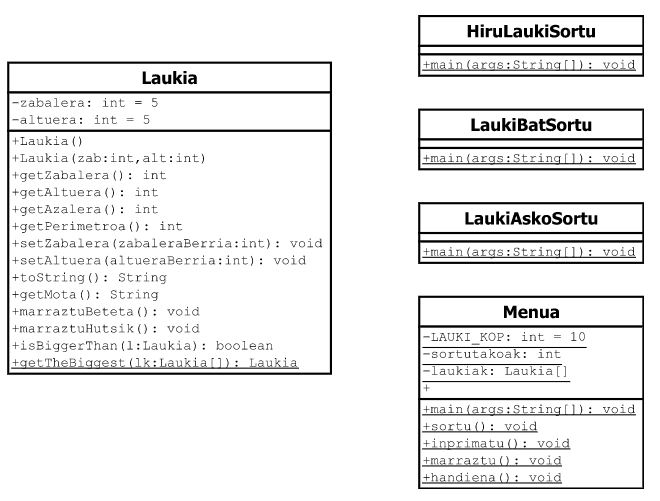 Laukia
-zabalera: int = 5
-altuera: int = 5
+Laukia()
+Laukia(zab:int,alt:int)
+getZabalera(): int
+getAltuera(): int
+getAzalera(): int
+getPerimetroa(): int
+setZabalera(zabaleraBerria:int): void
+setAltuera(altueraBerria:int): void
+toString(): String
+getMota(): String
+marraztuBeteta(): void
+marraztuHutsik(): void
+isBiggerThan(l:Laukia): boolean
+getTheBiggest(lk:Laukia[]): Laukia
HiruLaukiSortu
+main(args:String[]): void
LaukiBatSortu
+main(args:String[]): void
LaukiAskoSortu
+main(args:String[]): void
Menua
-LAUKI_KOP: int = 10
-sortutakoak: int
-laukiak: Laukia[]
+
+main(args:String[]): void
+sortu(): void
+inprimatu(): void
+marraztu(): void
+handiena(): void